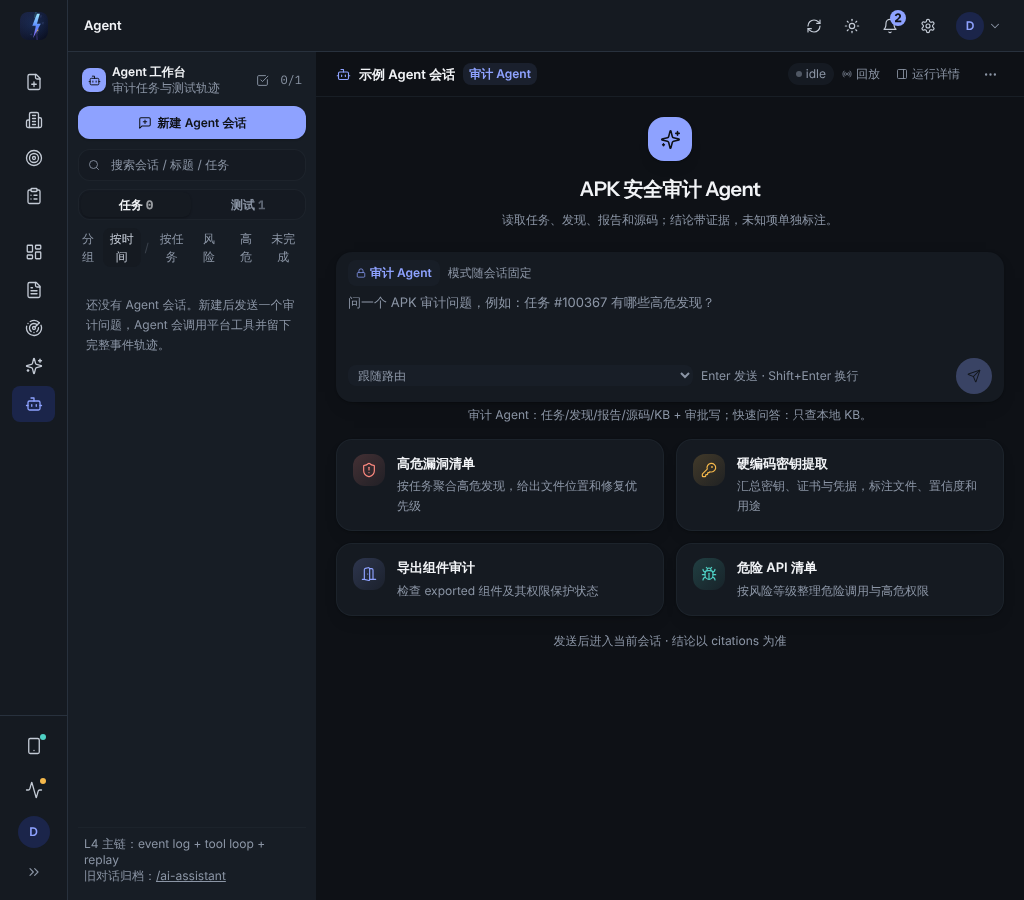 Agent
2
D
Agent 工作台
审计任务与测试轨迹
0/1
新建 Agent 会话
搜索会话 / 标题 / 任务
任务 0
测试 1
分组
按时间
/
按任务
风险
高危
未完成
还没有 Agent 会话。新建后发送一个审
计问题，Agent 会调用平台工具并留下
完整事件轨迹。
L4 主链：event log + tool loop +
replay
旧对话归档：/ai-assistant
D
示例 Agent 会话
审计 Agent
idle
回放
运行详情
APK 安全审计 Agent
读取任务、发现、报告和源码；结论带证据，未知项单独标注。
审计 Agent
模式随会话固定
问一个 APK 审计问题，例如：任务 #100367 有哪些高危发现？
跟随路由
Enter 发送 · Shift+Enter 换行
审计 Agent：任务/发现/报告/源码/KB + 审批写；快速问答：只查本地 KB。
高危漏洞清单
按任务聚合高危发现，给出文件位置和修复优
先级
硬编码密钥提取
汇总密钥、证书与凭据，标注文件、置信度和
用途
导出组件审计
检查 exported 组件及其权限保护状态
危险 API 清单
按风险等级整理危险调用与高危权限
发送后进入当前会话 · 结论以 citations 为准